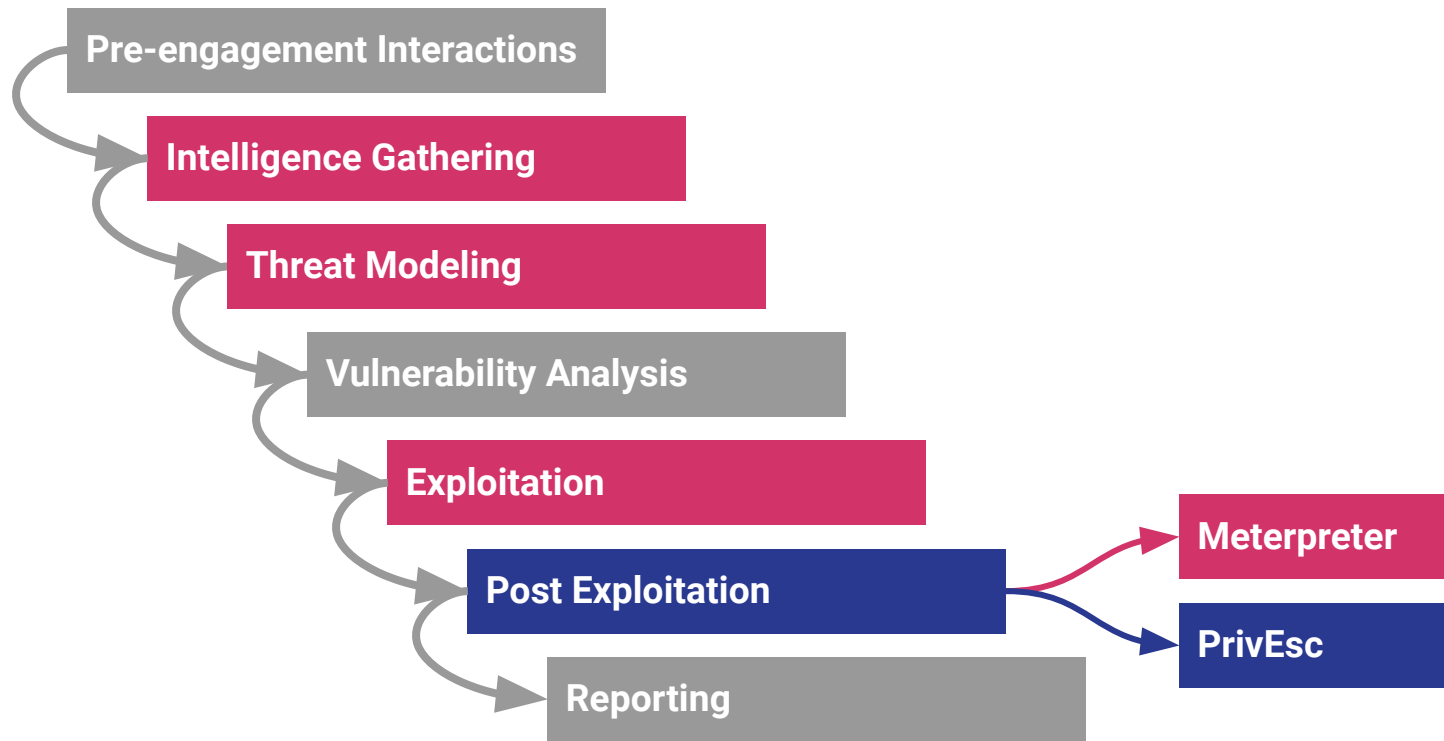 Pre-engagement Interactions
Intelligence Gathering
Threat Modeling
Vulnerability Analysis
Exploitation
Post Exploitation
Reporting
Meterpreter
PrivEsc